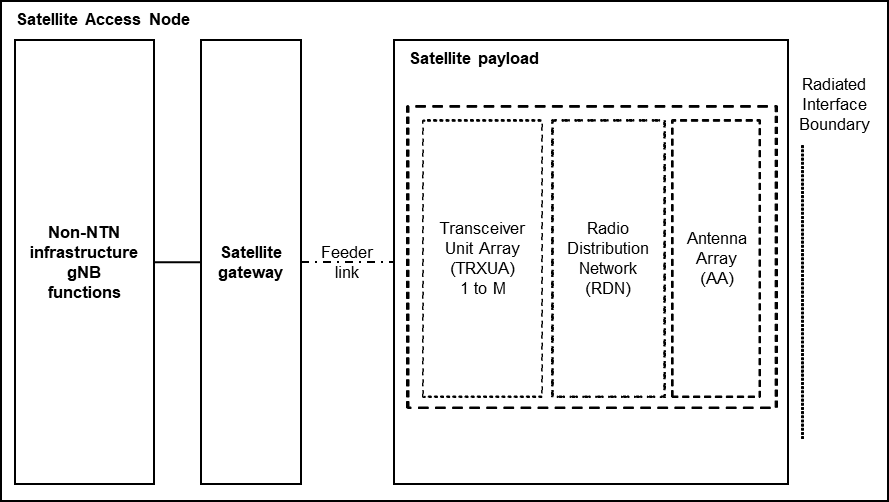 Satellite Access Node
Satellite payload
Radiated
Interface
Boundary
Non-NTN
infrastructure
gNB
functions
Satellite
gateway
Feeder
link
Transceiver
Unit Array
(TRXUA)
1 to M
Radio
Distribution
Network
(RDN)
Antenna
Array
(AA)